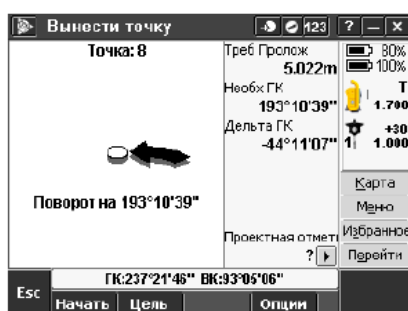 Вынести точку
123
? – X
Точка: 8
Поворот на 193°10'39"
Треб Пролож
5.022m
Необх ГК
193°10'39"
Дельта ГК
-44°11'07"
Проектная отмет
?
80%
100%
T
1.700
+30
1
1.000
Карта
Меню
Избранное
Перейти
ГК:237°21'46" ВК:93°05'06"
Esc
Начать
Цель
Опции